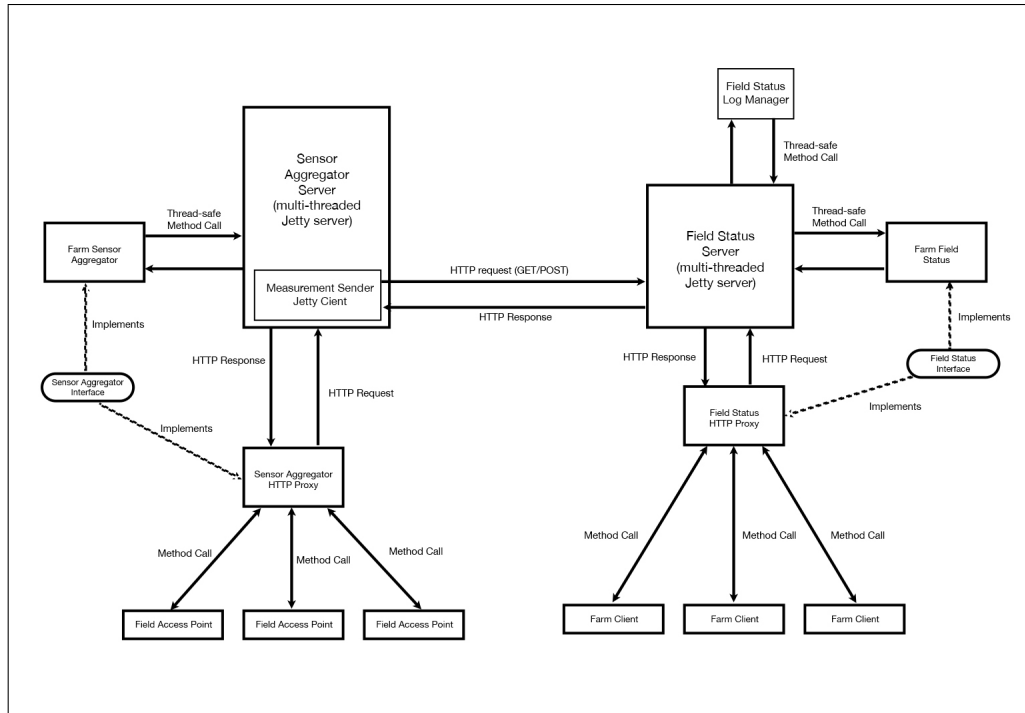 Field Status
Log Manager
Thread-safe
Method Call
Sensor
Aggregator
Server
(multi-threaded
Jetty server)
Thread-safe
Method Call
Farm Sensor
Aggregator
Measurement Sender
Jetty Cient
HTTP request (GET/POST)
HTTP Response
Field Status
Server
(multi-threaded
Jetty server)
Thread-safe
Method Call
Farm Field
Status
Implements
HTTP Response
HTTP Request
Sensor Aggregator
Interface
Implements
HTTP Response
HTTP Request
Implements
Field Status
Interface
Implements
Field Status
HTTP Proxy
Sensor Aggregator
HTTP Proxy
Method Call
Method Call
Method Call
Method Call
Method Call
Method Call
Field Access Point
Field Access Point
Field Access Point
Farm Client
Farm Client
Farm Client